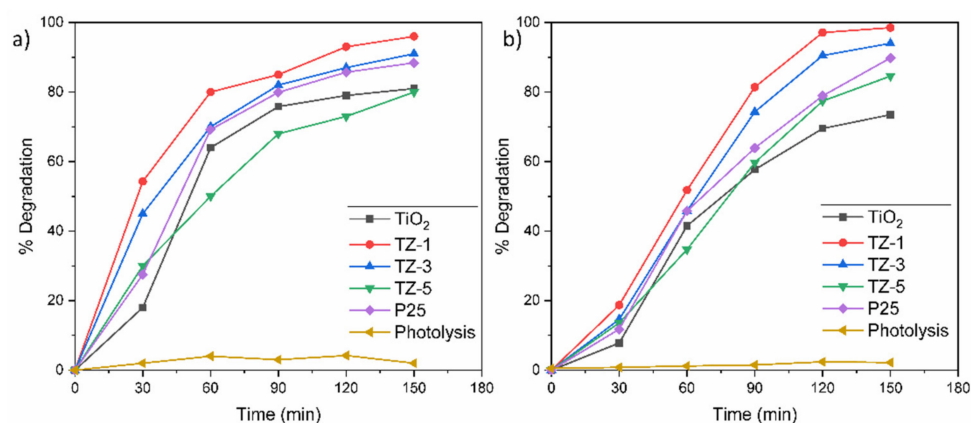 a)
% Degradation
100
80
60
40
20
0
TiO₂
TZ-1
TZ-3
TZ-5
P25
Photolysis
0 30 60 90 120 150 180
Time (min)
b)
% Degradation
100
80
60
40
20
0
TiO₂
TZ-1
TZ-3
TZ-5
P25
Photolysis
0 30 60 90 120 150 180
Time (min)